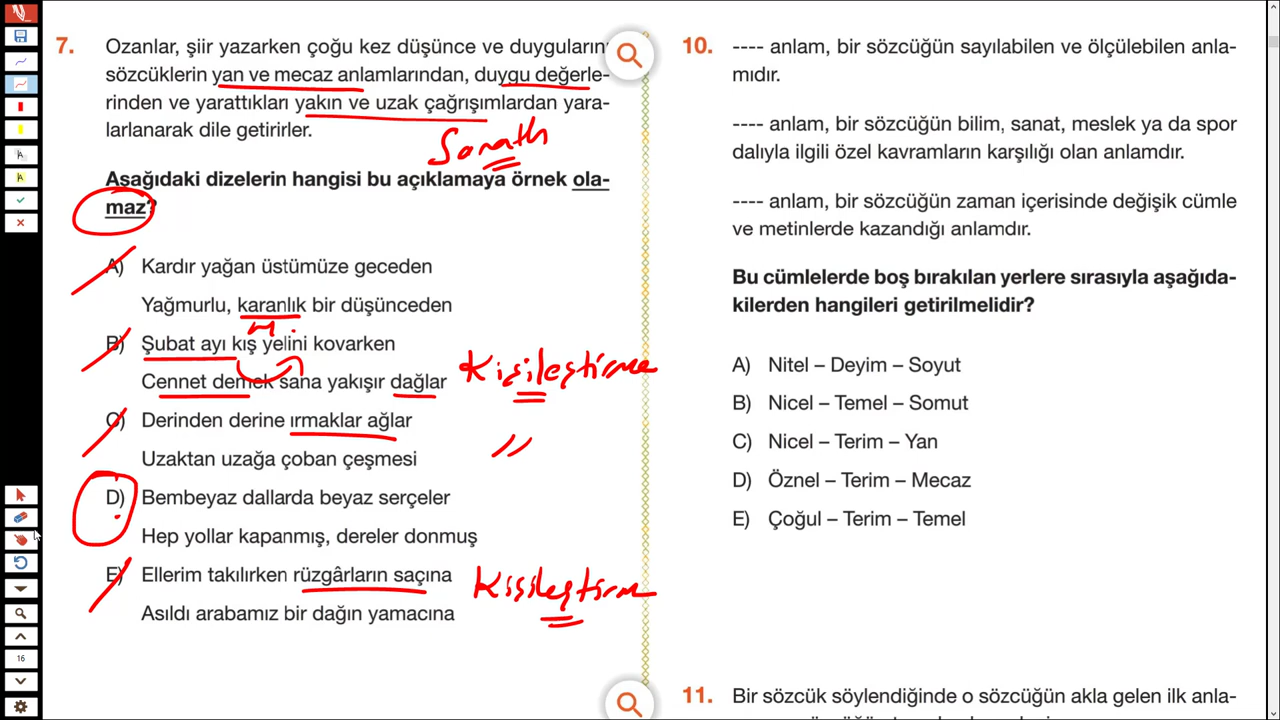 7. Ozanlar, şiir yazarken çoğu kez düşünce ve duyguların
sözcüklerin yan ve mecaz anlamlarından, duygu değerle-
rinden ve yarattıkları yakın ve uzak çağrışımlardan yara-
larlanarak dile getirirler.
Sanatlı
Aşağıdaki dizelerin hangisi bu açıklamaya örnek ola-
maz?
A) Kardır yağan üstümüze geceden
Yağmurlu, karanlık bir düşünceden
M.
B) Şubat ayı kış yelini kovarken
Cennet demek sana yakışır dağlar
Kişileştirme
C) Derinden derine ırmaklar ağlar
"
Uzaktan uzağa çoban çeşmesi
D) Bembeyaz dallarda beyaz serçeler
Hep yollar kapanmış, dereler donmuş
E) Ellerim takılırken rüzgârların saçına
Kişileştirme
Asıldı arabamız bir dağın yamacına
10. ---- anlam, bir sözcüğün sayılabilen ve ölçülebilen anla-
mıdır.
---- anlam, bir sözcüğün bilim, sanat, meslek ya da spor
dalıyla ilgili özel kavramların karşılığı olan anlamdır.
---- anlam, bir sözcüğün zaman içerisinde değişik cümle
ve metinlerde kazandığı anlamdır.
Bu cümlelerde boş bırakılan yerlere sırasıyla aşağıda-
kilerden hangileri getirilmelidir?
A) Nitel – Deyim – Soyut
B) Nicel – Temel – Somut
C) Nicel – Terim – Yan
D) Öznel – Terim – Mecaz
E) Çoğul – Terim – Temel
11. Bir sözcük söylendiğinde o sözcüğün akla gelen ilk anla-
16